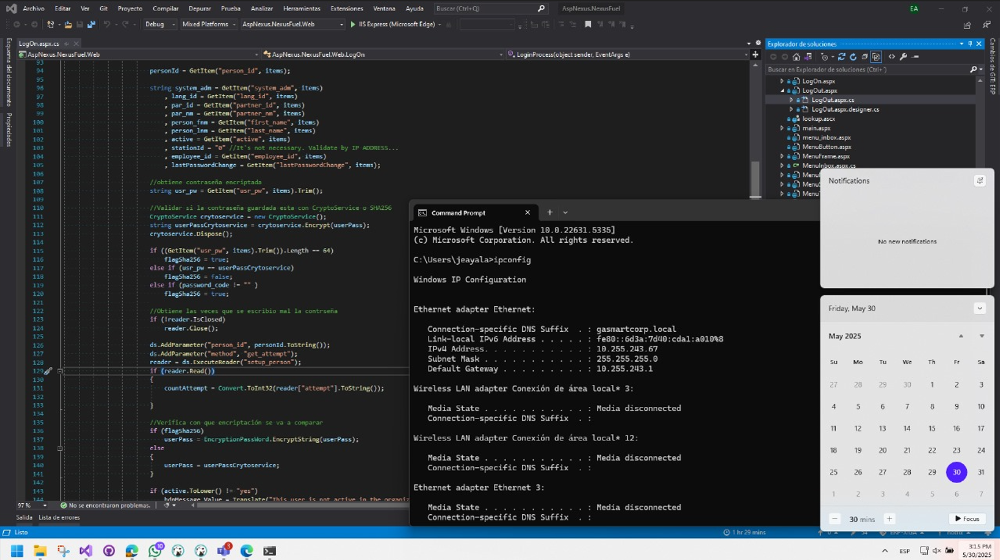 Archivo Editar Ver Git Proyecto Compilar Depurar Prueba Analizar Herramientas Extensiones Ventana Ayuda Buscar (Ctrl+Q) AspNexus.NexusFuel EA
Debug Mixed Platforms AspNexus.NexusFuel.Web IIS Express (Microsoft Edge)
Esquema del documento
Propiedades
LogOn.aspx.cs
AspNexus.NexusFuel.Web AspNexus.NexusFuel.Web.LogOn LoginProcess(object sender, EventArgs e)
93
94 personId = GetItem("person_id", items);
95
96 string system_adm = GetItem("system_adm", items)
97 , lang_id = GetItem("lang_id", items)
98 , par_id = GetItem("partner_id", items)
99 , par_nm = GetItem("partner_nm", items)
100 , person_fnm = GetItem("first_name", items)
101 , person_lnm = GetItem("last_name", items)
102 , active = GetItem("active", items)
103 , stationId = "0" //It's not necessary. Validate by IP ADDRESS...
104 , employee_id = GetItem("employee_id", items)
105 , lastPasswordChange = GetItem("lastPasswordChange", items);
106
107 //obtiene contraseña encriptada
108 string usr_pw = GetItem("usr_pw", items).Trim();
109
110 //Validar si la contraseña guardada esta con CryptoService o SHA256
111 CryptoService crytoservice = new CryptoService();
112 string userPassCrytoservice = crytoservice.Encrypt(userPass);
113 crytoservice.Dispose();
114
115 if ((GetItem("usr_pw", items).Trim()).Length == 64)
116 flagSha256 = true;
117 else if (usr_pw == userPassCrytoservice)
118 flagSha256 = false;
119 else if (password_code != "" )
120 flagSha256 = true;
121
122 //Obtiene las veces que se escribio mal la contrseña
123 if (!reader.IsClosed)
124 reader.Close();
125
126 ds.AddParameter("person_id", personId.ToString());
127 ds.AddParameter("method", "get_attempt");
128 reader = ds.ExecuteReader("setup_person");
129 if (reader.Read())
130 {
131 countAttempt = Convert.ToInt32(reader["attempt"].ToString());
132
133 }
134
135 //Verifica con que encriptación se va a comparar
136 if (flagSha256)
137 userPass = EncryptionPassWord.EncryptString(userPass);
138 else
139 {
140 userPass = userPassCrytoservice;
141 }
142
143 if (active.ToLower() != "yes")
144 hdnMessage.Value = Translate("This user is not active in the organiz
97 % No se encontraron problemas.
Salida Lista de errores
Listo 1 hr 29 mins
Explorador de soluciones
Buscar en Explorador de soluciones (Ctrl+´)
LogOn.aspx
LogOut.aspx
LogOut.aspx.cs
LogOut.aspx.designer.cs
lookup.ascx
main.aspx
menu_inbox.aspx
MenuButton.aspx
MenuFrame.aspx
MenuInbox.aspx.cs
Cambios de GIT: ERP
Command Prompt
Microsoft Windows [Version 10.0.22631.5335]
(c) Microsoft Corporation. All rights reserved.
C:\Users\jeayala>ipconfig
Windows IP Configuration
Ethernet adapter Ethernet:
Connection-specific DNS Suffix . : gasmartcorp.local
Link-local IPv6 Address . . . . . : fe80::6d3a:7d40:cda1:a010%8
IPv4 Address. . . . . . . . . . . : 10.255.243.67
Subnet Mask . . . . . . . . . . . : 255.255.255.0
Default Gateway . . . . . . . . . : 10.255.243.1
Wireless LAN adapter Conexión de área local* 3:
Media State . . . . . . . . . . . : Media disconnected
Connection-specific DNS Suffix . :
Wireless LAN adapter Conexión de área local* 12:
Media State . . . . . . . . . . . : Media disconnected
Connection-specific DNS Suffix . :
Ethernet adapter Ethernet 3:
Media State . . . . . . . . . . . : Media disconnected
Connection-specific DNS Suffix . :
Notifications
No new notifications
Friday, May 30
May 2025
Su Mo Tu We Th Fr Sa
27 28 29 30 1 2 3
4 5 6 7 8 9 10
11 12 13 14 15 16 17
18 19 20 21 22 23 24
25 26 27 28 29 30 31
1 2 3 4 5 6 7
30 mins Focus
10 3 ESP 3:15 PM
5/30/2025